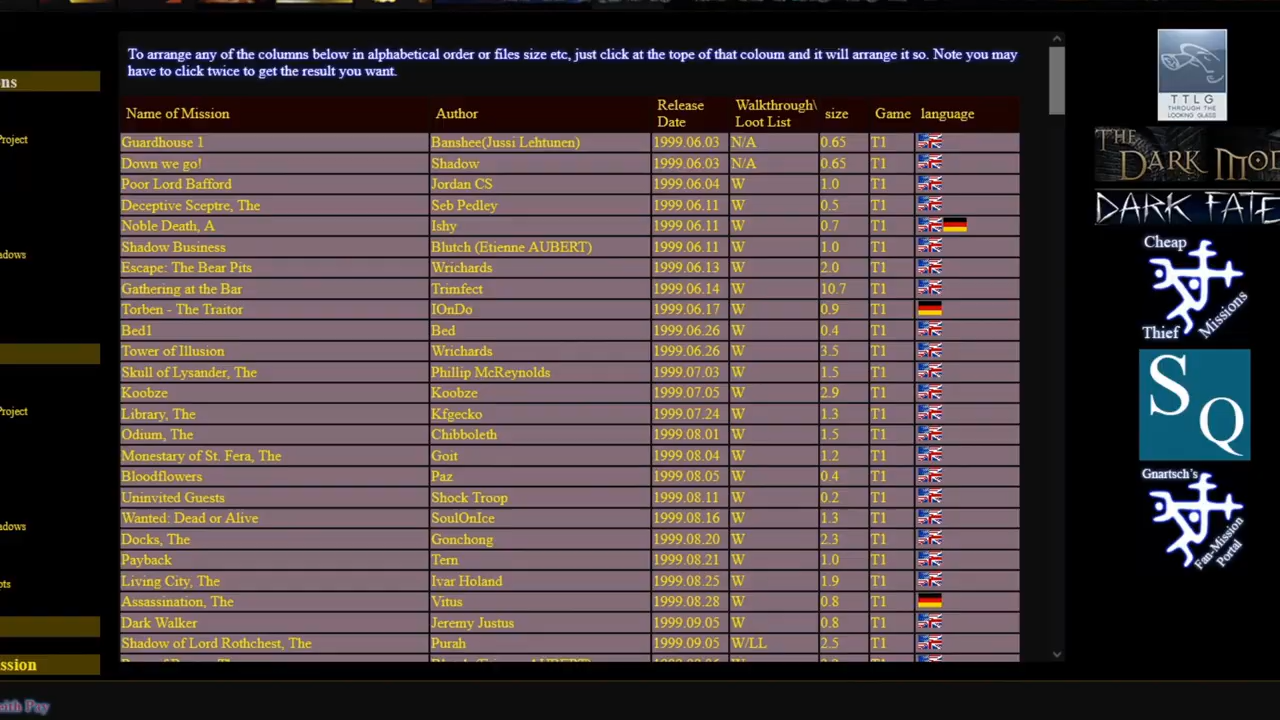 To arrange any of the columns below in alphabetical order or files size etc, just click at the tope of that coloum and it will arrange it so. Note you may
have to click twice to get the result you want.
Name of Mission Author Release Date Walkthrough\ Loot List size Game language
Guardhouse 1 Banshee(Jussi Lehtunen) 1999.06.03 N/A 0.65 T1
Down we go! Shadow 1999.06.03 N/A 0.65 T1
Poor Lord Bafford Jordan CS 1999.06.04 W 1.0 T1
Deceptive Sceptre, The Seb Pedley 1999.06.11 W 0.5 T1
Noble Death, A Ishy 1999.06.11 W 0.7 T1
Shadow Business Blutch (Etienne AUBERT) 1999.06.11 W 1.0 T1
Escape: The Bear Pits Wrichards 1999.06.13 W 2.0 T1
Gathering at the Bar Trimfect 1999.06.14 W 10.7 T1
Torben - The Traitor IOnDo 1999.06.17 W 0.9 T1
Bed1 Bed 1999.06.26 W 0.4 T1
Tower of Illusion Wrichards 1999.06.26 W 3.5 T1
Skull of Lysander, The Phillip McReynolds 1999.07.03 W 1.5 T1
Koobze Koobze 1999.07.05 W 2.9 T1
Library, The Kfgecko 1999.07.24 W 1.3 T1
Odium, The Chibboleth 1999.08.01 W 1.5 T1
Monestary of St. Fera, The Goit 1999.08.04 W 1.2 T1
Bloodflowers Paz 1999.08.05 W 0.4 T1
Uninvited Guests Shock Troop 1999.08.11 W 0.2 T1
Wanted: Dead or Alive SoulOnIce 1999.08.16 W 1.3 T1
Docks, The Gonchong 1999.08.20 W 2.3 T1
Payback Tern 1999.08.21 W 1.0 T1
Living City, The Ivar Holand 1999.08.25 W 1.9 T1
Assassination, The Vitus 1999.08.28 W 0.8 T1
Dark Walker Jeremy Justus 1999.09.05 W 0.8 T1
Shadow of Lord Rothchest, The Purah 1999.09.05 W/LL 2.5 T1
ns
Project
dows
Project
dows
pts
ssion
eith Pay
TTLG
THROUGH THE
LOOKING GLASS
THE DARK MOD
DARK FATE
Cheap
Thief Missions
SQ
Gnartsch's
Fan-Mission
Portal